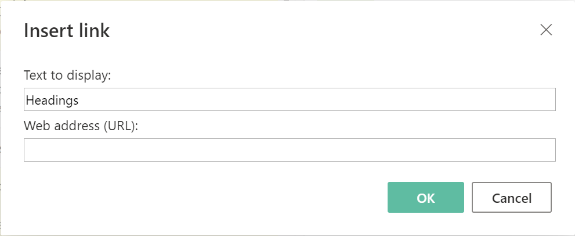 Insert link
Text to display:
Headings
Web address (URL):
OK
Cancel